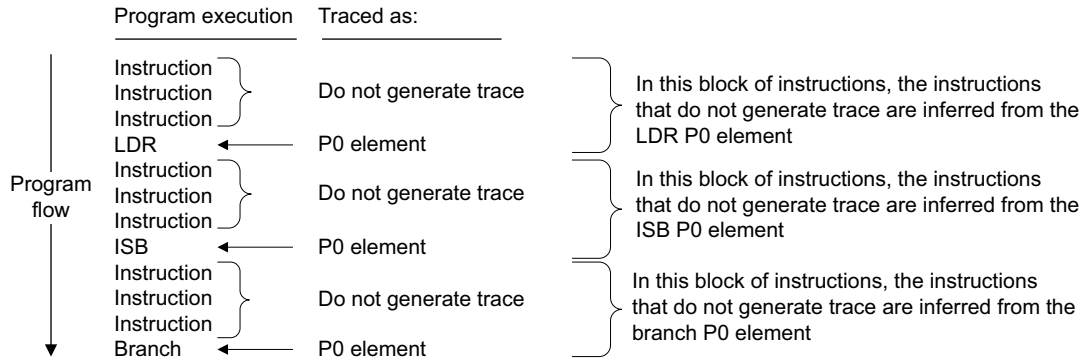 Program execution
Traced as:
Instruction
Instruction
Instruction
Do not generate trace
In this block of instructions, the instructions
that do not generate trace are inferred from the
LDR P0 element
LDR
P0 element
Program
flow
Instruction
Instruction
Instruction
Do not generate trace
In this block of instructions, the instructions
that do not generate trace are inferred from the
ISB P0 element
ISB
P0 element
Instruction
Instruction
Instruction
Do not generate trace
In this block of instructions, the instructions
that do not generate trace are inferred from the
branch P0 element
Branch
P0 element